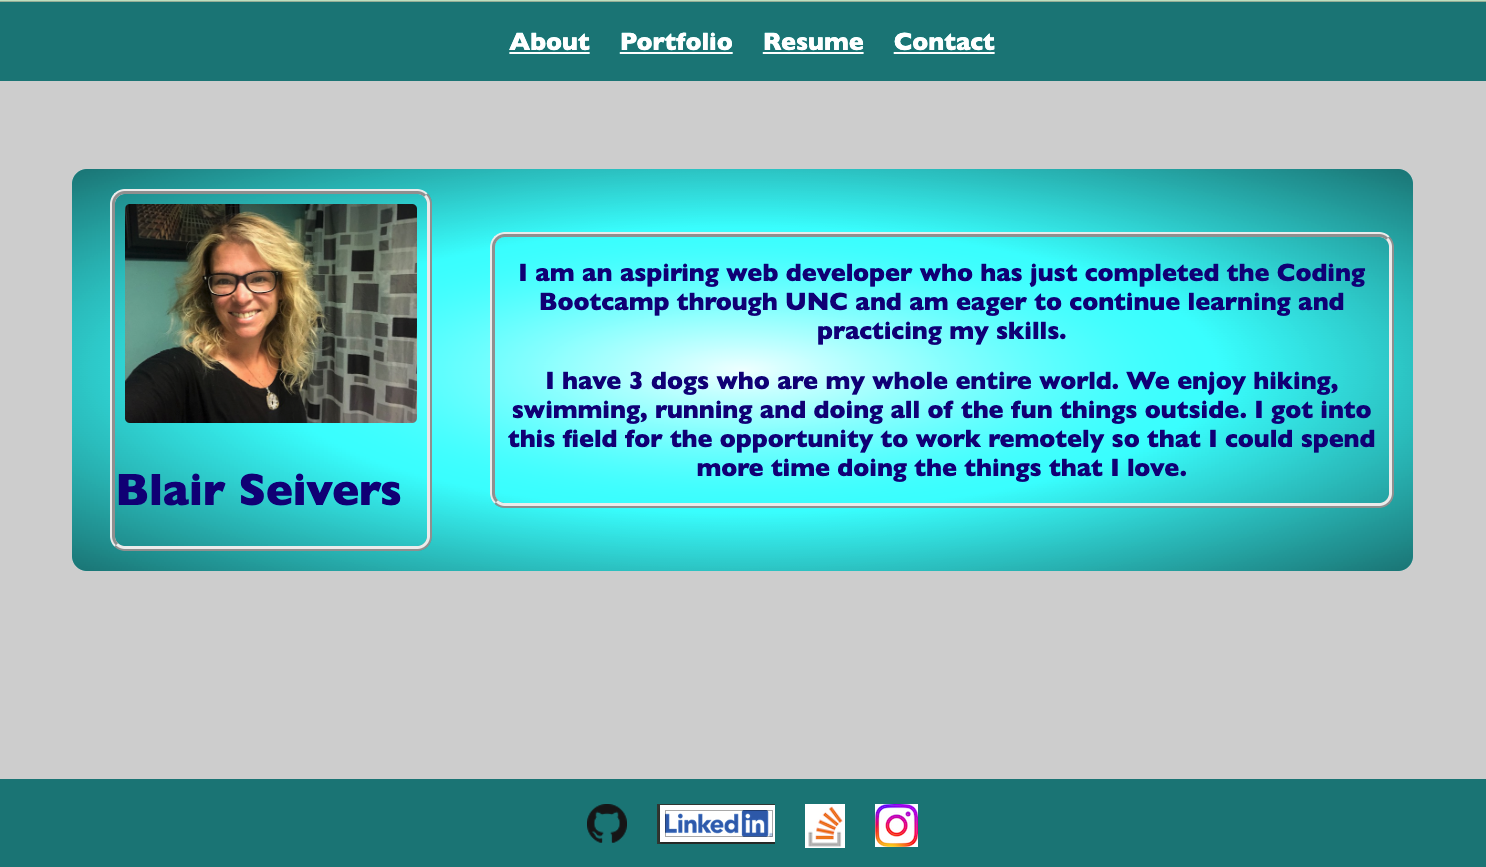 About Portfolio Resume Contact
I am an aspiring web developer who has just completed the Coding
Bootcamp through UNC and am eager to continue learning and
practicing my skills.
I have 3 dogs who are my whole entire world. We enjoy hiking,
swimming, running and doing all of the fun things outside. I got into
this field for the opportunity to work remotely so that I could spend
more time doing the things that I love.
Blair Seivers
Linked in